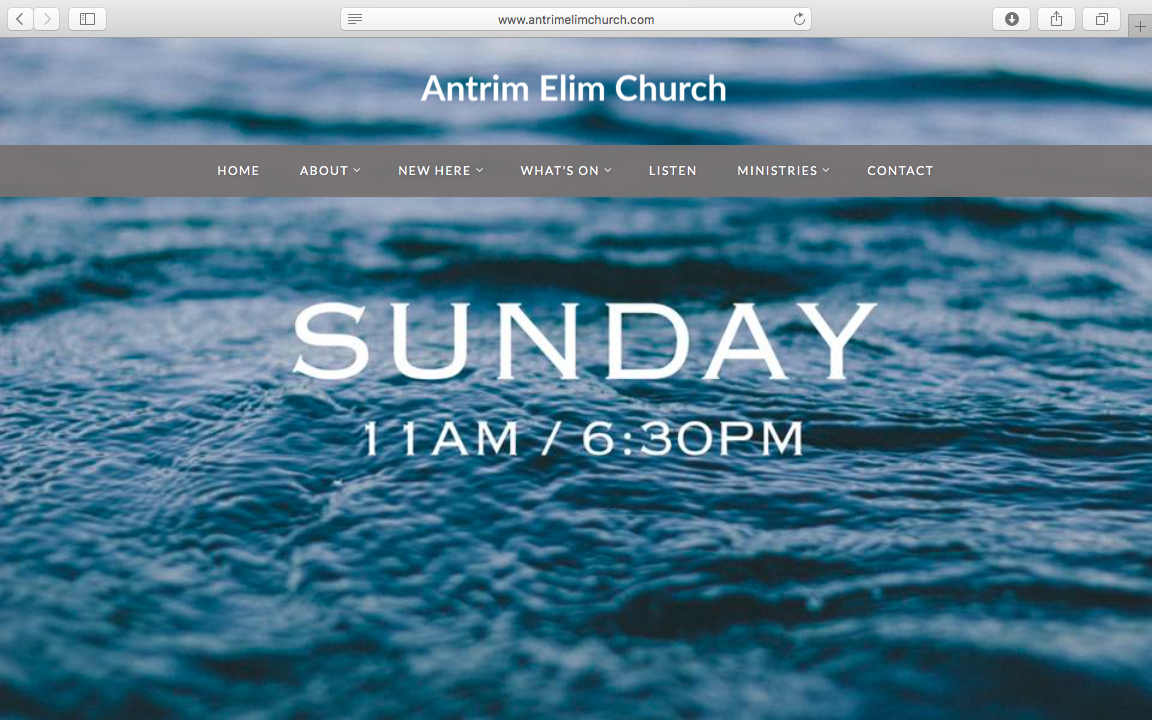 www.antrimelimchurch.com
Antrim Elim Church
HOME ABOUT NEW HERE WHAT'S ON LISTEN MINISTRIES CONTACT
SUNDAY
11AM / 6:30PM